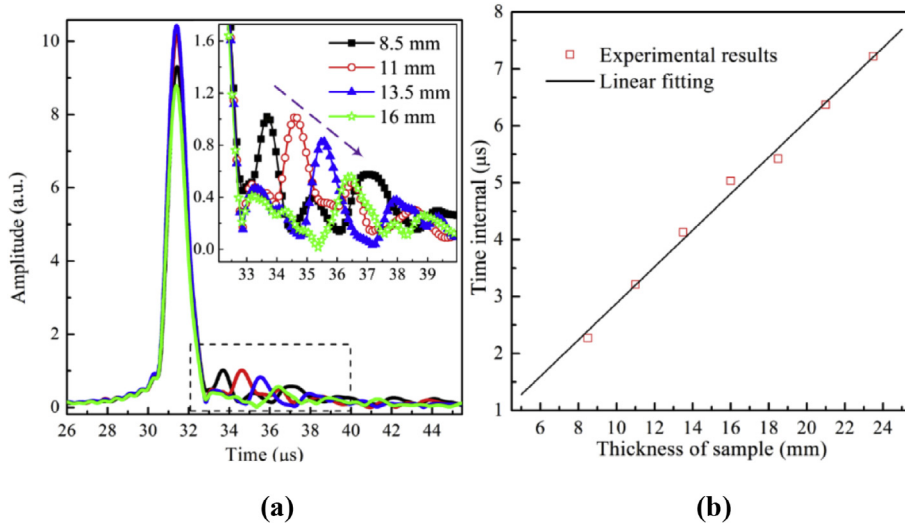 10
8
6
4
2
0
26 28 30 32 34 36 38 40 42 44
Amplitude (a.u.)
Time (μs)
1.6
1.2
0.8
0.4
0.0
33 34 35 36 37 38 39
8.5 mm
11 mm
13.5 mm
16 mm
(a)
8
7
6
5
4
3
2
1
0
6 8 10 12 14 16 18 20 22 24
Time internal (μs)
Thickness of sample (mm)
Experimental results
Linear fitting
(b)